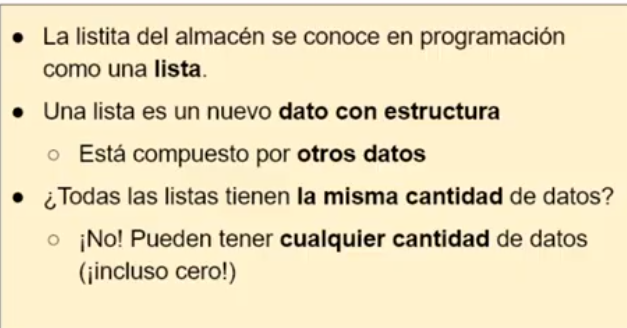 ● La listita del almacén se conoce en programación
como una lista.
● Una lista es un nuevo dato con estructura
○ Está compuesto por otros datos
● ¿Todas las listas tienen la misma cantidad de datos?
○ ¡No! Pueden tener cualquier cantidad de datos
(¡incluso cero!)